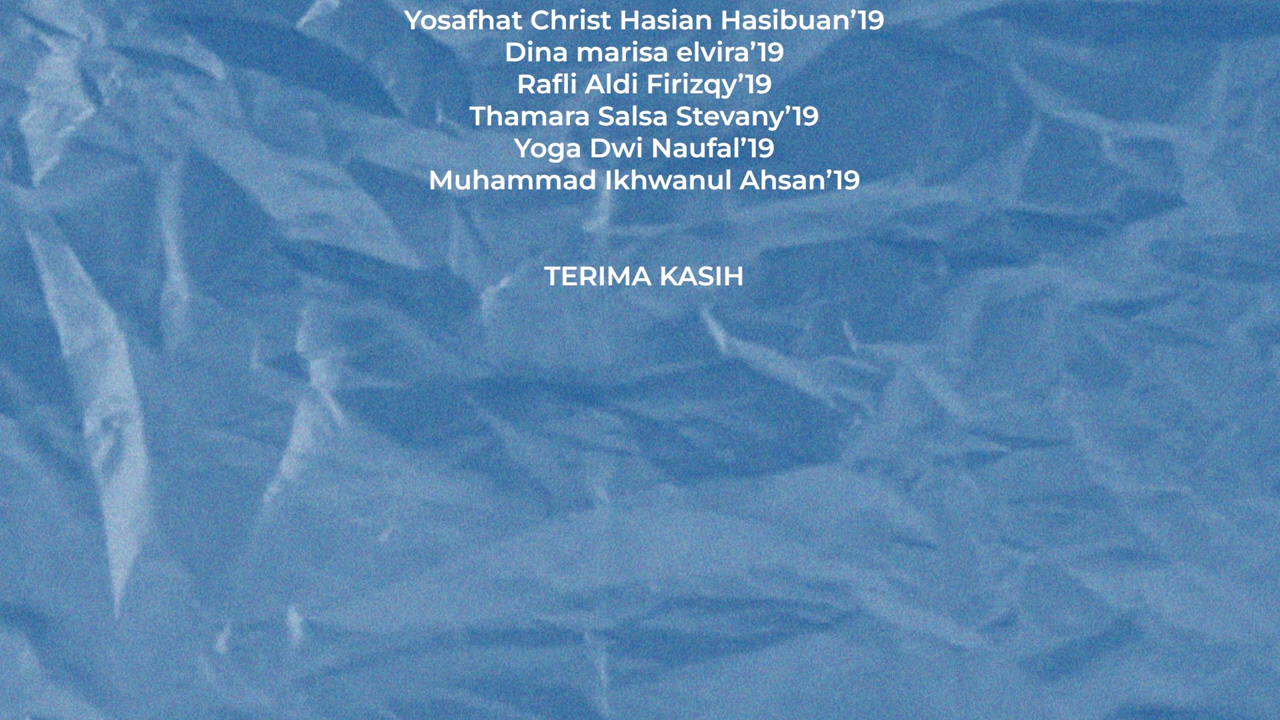 Yosafhat Christ Hasian Hasibuan’19
Dina marisa elvira’19
Rafli Aldi Firizqy’19
Thamara Salsa Stevany’19
Yoga Dwi Naufal’19
Muhammad Ikhwanul Ahsan’19
TERIMA KASIH